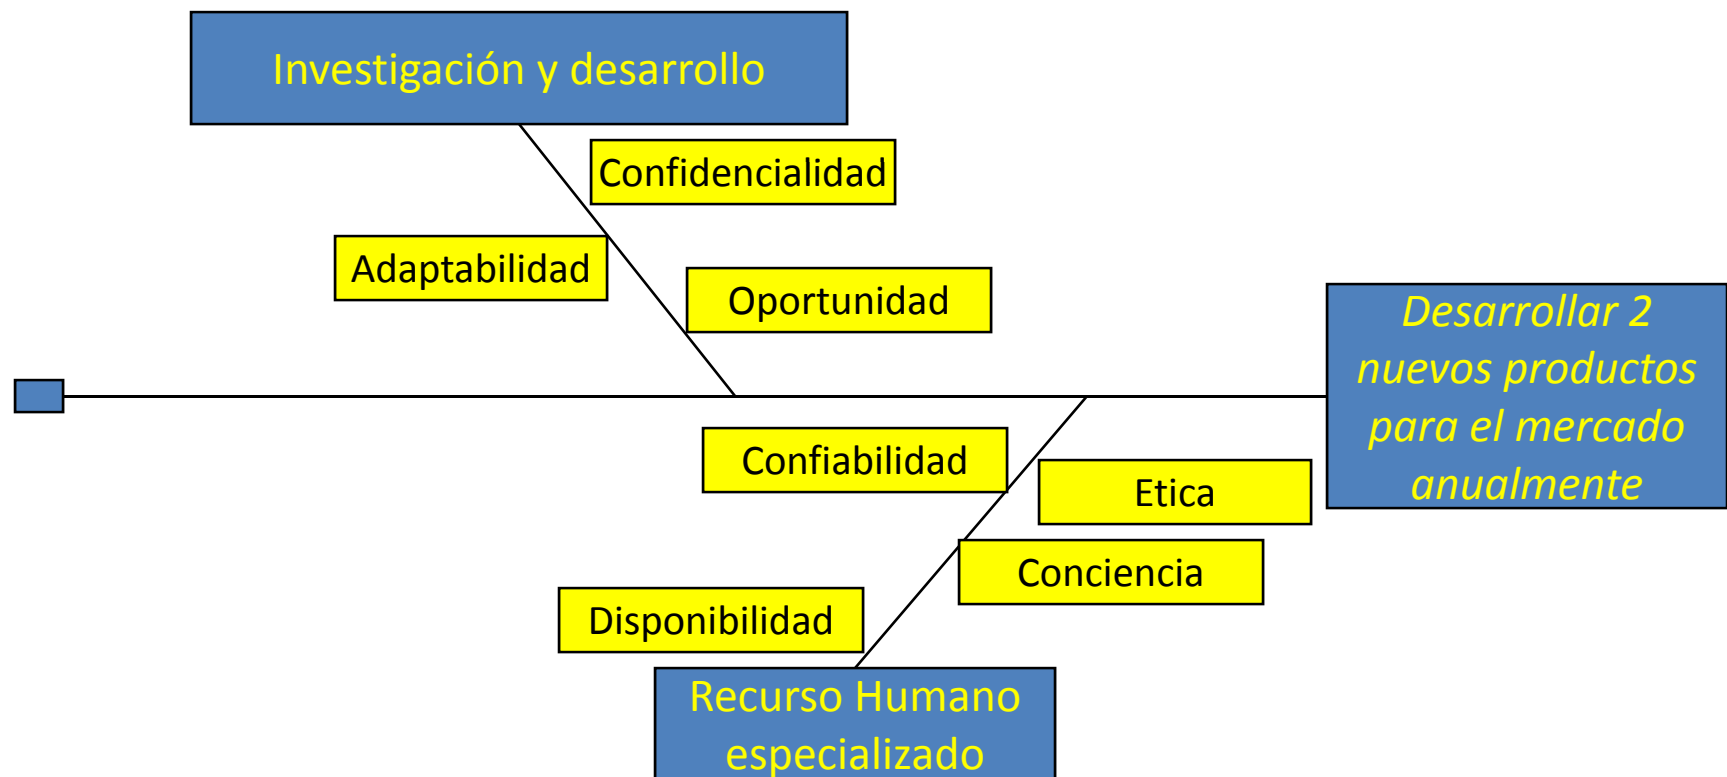 Investigación y desarrollo
Confidencialidad
Adaptabilidad
Oportunidad
Desarrollar 2
nuevos productos
para el mercado
anualmente
Confiabilidad
Etica
Conciencia
Disponibilidad
Recurso Humano
especializado